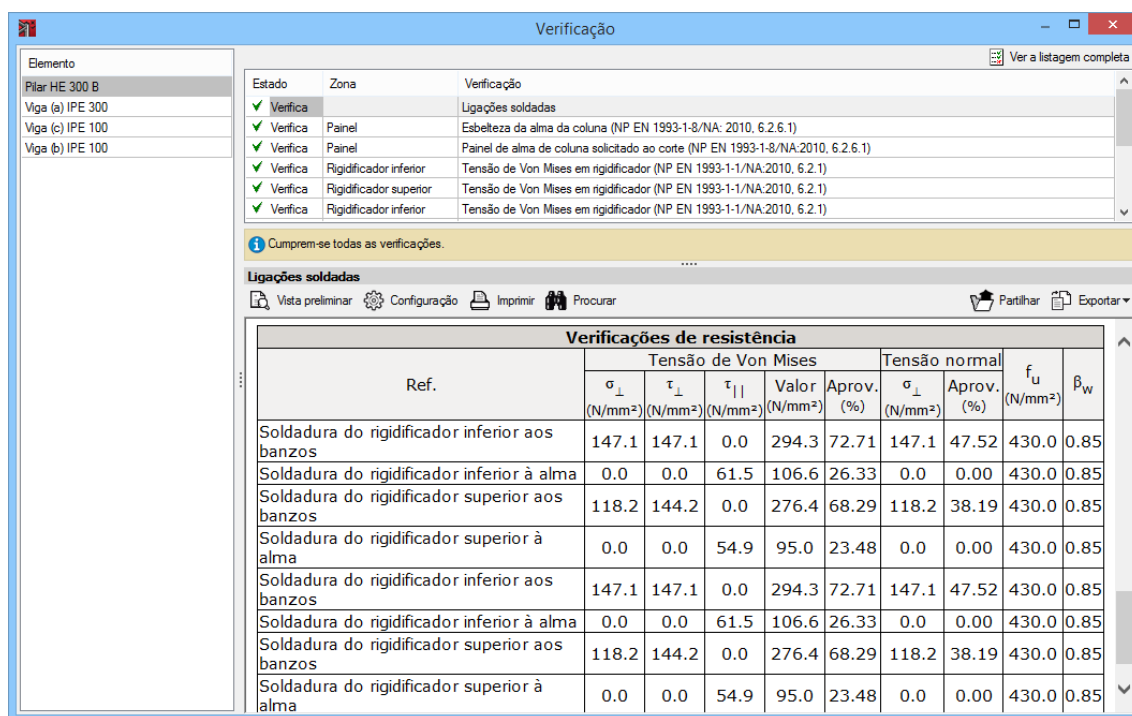 Verificação
Ver a listagem completa
Elemento
Pilar HE 300 B
Viga (a) IPE 300
Viga (c) IPE 100
Viga (b) IPE 100
Estado Zona Verificação
Verifica Ligações soldadas
Verifica Painel Esbelteza da alma da coluna (NP EN 1993-1-8/NA: 2010, 6.2.6.1)
Verifica Painel Painel de alma de coluna solicitado ao corte (NP EN 1993-1-8/NA:2010, 6.2.6.1)
Verifica Rigidificador inferior Tensão de Von Mises em rigidificador (NP EN 1993-1-1/NA:2010, 6.2.1)
Verifica Rigidificador superior Tensão de Von Mises em rigidificador (NP EN 1993-1-1/NA:2010, 6.2.1)
Verifica Rigidificador inferior Tensão de Von Mises em rigidificador (NP EN 1993-1-1/NA:2010, 6.2.1)
Cumprem-se todas as verificações.
Ligações soldadas
Vista preliminar Configuração Imprimir Procurar Partilhar Exportar
Verificações de resistência
Tensão de Von Mises Tensão normal
Ref. σ⊥ τ⊥ τ|| Valor Aprov. σ⊥ Aprov. fu βw
(N/mm²) (N/mm²) (N/mm²) (N/mm²) (%) (N/mm²) (%) (N/mm²)
Soldadura do rigidificador inferior aos
banzos 147.1 147.1 0.0 294.3 72.71 147.1 47.52 430.0 0.85
Soldadura do rigidificador inferior à alma 0.0 0.0 61.5 106.6 26.33 0.0 0.00 430.0 0.85
Soldadura do rigidificador superior aos
banzos 118.2 144.2 0.0 276.4 68.29 118.2 38.19 430.0 0.85
Soldadura do rigidificador superior à
alma 0.0 0.0 54.9 95.0 23.48 0.0 0.00 430.0 0.85
Soldadura do rigidificador inferior aos
banzos 147.1 147.1 0.0 294.3 72.71 147.1 47.52 430.0 0.85
Soldadura do rigidificador inferior à alma 0.0 0.0 61.5 106.6 26.33 0.0 0.00 430.0 0.85
Soldadura do rigidificador superior aos
banzos 118.2 144.2 0.0 276.4 68.29 118.2 38.19 430.0 0.85
Soldadura do rigidificador superior à
alma 0.0 0.0 54.9 95.0 23.48 0.0 0.00 430.0 0.85